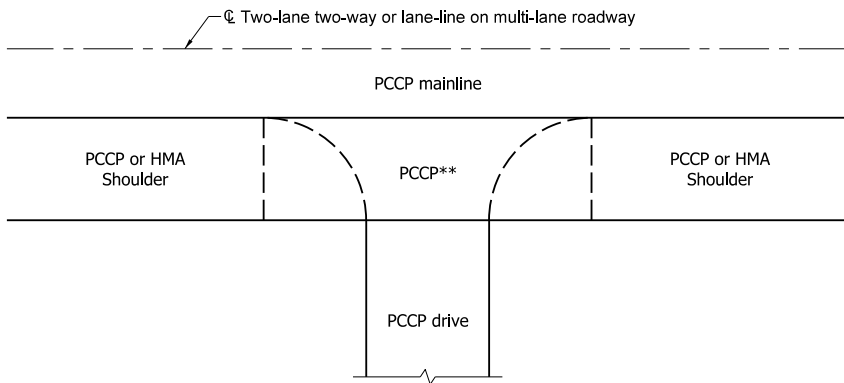 ℄ Two-lane two-way or lane-line on multi-lane roadway
PCCP mainline
PCCP or HMA
Shoulder
PCCP**
PCCP or HMA
Shoulder
PCCP drive